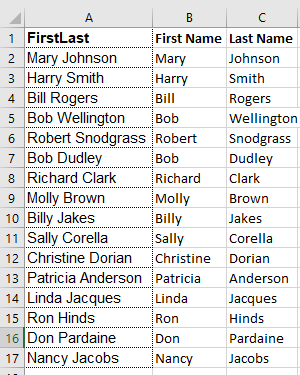 A B C
1 FirstLast First Name Last Name
2 Mary Johnson Mary Johnson
3 Harry Smith Harry Smith
4 Bill Rogers Bill Rogers
5 Bob Wellington Bob Wellington
6 Robert Snodgrass Robert Snodgrass
7 Bob Dudley Bob Dudley
8 Richard Clark Richard Clark
9 Molly Brown Molly Brown
10 Billy Jakes Billy Jakes
11 Sally Corella Sally Corella
12 Christine Dorian Christine Dorian
13 Patricia Anderson Patricia Anderson
14 Linda Jacques Linda Jacques
15 Ron Hinds Ron Hinds
16 Don Pardaine Don Pardaine
17 Nancy Jacobs Nancy Jacobs